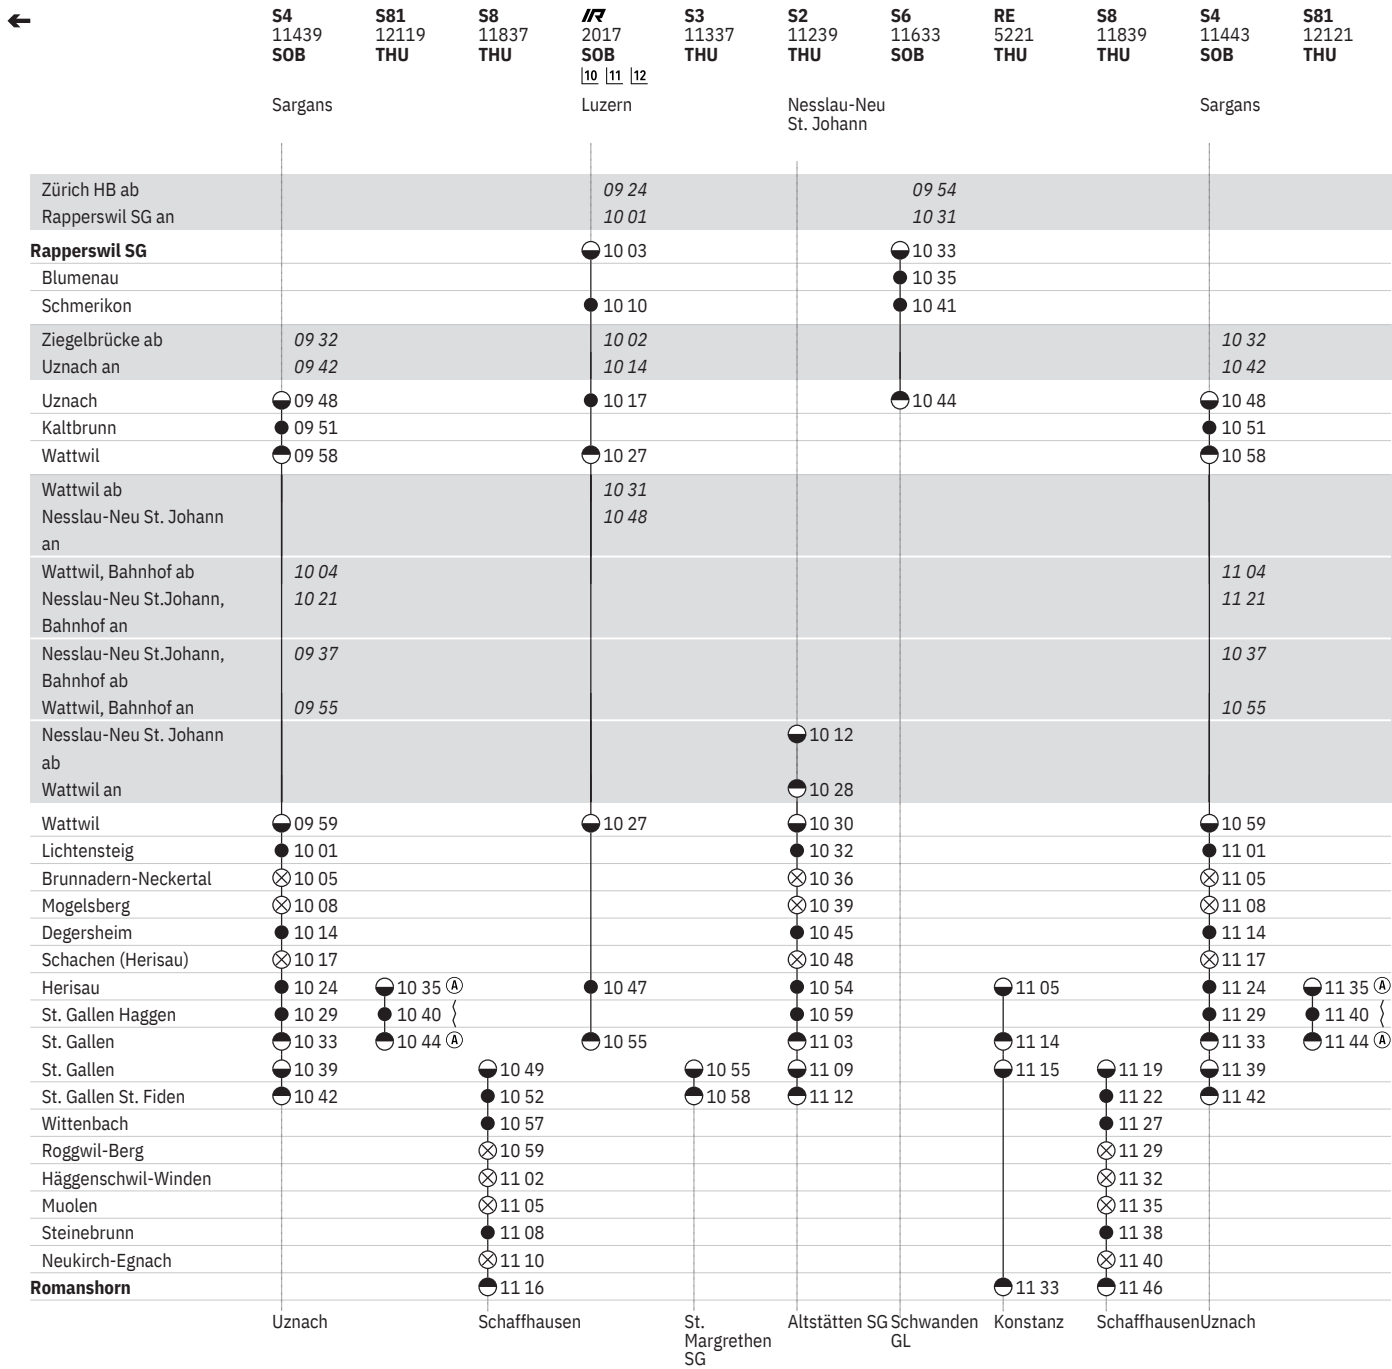 S4 S81 S8 IR S3 S2 S6 RE S8 S4 S81
11439 12119 11837 2017 11337 11239 11633 5221 11839 11443 12121
SOB THU THU SOB THU THU SOB THU THU SOB THU
10 11 12
Sargans Luzern Nesslau-Neu Sargans
St. Johann
Zürich HB ab 09 24 09 54
Rapperswil SG an 10 01 10 31
Rapperswil SG 10 03 10 33
Blumenau 10 35
Schmerikon 10 10 10 41
Ziegelbrücke ab 09 32 10 02 10 32
Uznach an 09 42 10 14 10 42
Uznach 09 48 10 17 10 44 10 48
Kaltbrunn 09 51 10 51
Wattwil 09 58 10 27 10 58
Wattwil ab 10 31
Nesslau-Neu St. Johann 10 48
an
Wattwil, Bahnhof ab 10 04 11 04
Nesslau-Neu St.Johann, 10 21 11 21
Bahnhof an
Nesslau-Neu St.Johann, 09 37 10 37
Bahnhof ab
Wattwil, Bahnhof an 09 55 10 55
Nesslau-Neu St. Johann 10 12
ab
Wattwil an 10 28
Wattwil 09 59 10 27 10 30 10 59
Lichtensteig 10 01 10 32 11 01
Brunnadern-Neckertal 10 05 10 36 11 05
Mogelsberg 10 08 10 39 11 08
Degersheim 10 14 10 45 11 14
Schachen (Herisau) 10 17 10 48 11 17
Herisau 10 24 10 35 A 10 47 10 54 11 05 11 24 11 35 A
St. Gallen Haggen 10 29 10 40 10 59 11 29 11 40
St. Gallen 10 33 10 44 A 10 55 11 03 11 14 11 33 11 44 A
St. Gallen 10 39 10 49 10 55 11 09 11 15 11 19 11 39
St. Gallen St. Fiden 10 42 10 52 10 58 11 12 11 22 11 42
Wittenbach 10 57 11 27
Roggwil-Berg 10 59 11 29
Häggenschwil-Winden 11 02 11 32
Muolen 11 05 11 35
Steinebrunn 11 08 11 38
Neukirch-Egnach 11 10 11 40
Romanshorn 11 16 11 33 11 46
Uznach Schaffhausen St. Altstätten SG Schwanden Konstanz Schaffhausen Uznach
Margrethen GL
SG